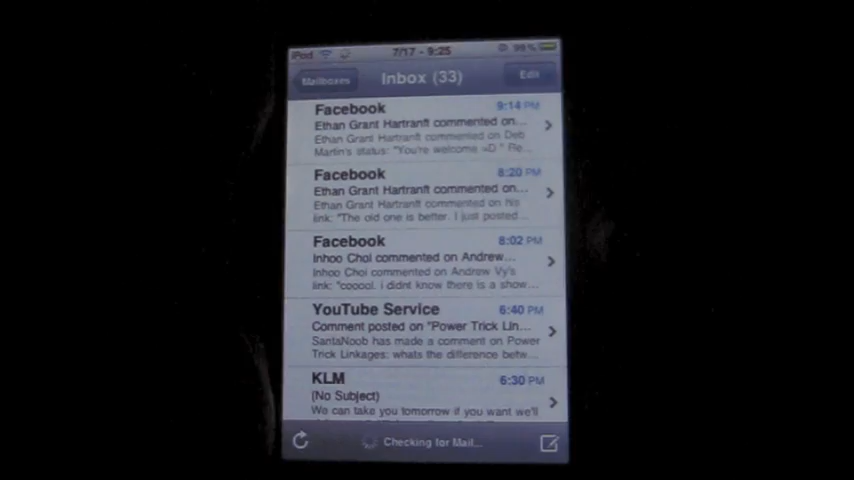 iPod 7/17 - 9:25 99%
Mailboxes Inbox (33) Edit
Facebook 9:14 PM
Ethan Grant Hartranft commented on...
Ethan Grant Hartranft commented on Deb
Martin's status: "You're welcome =D " Re...
Facebook 8:20 PM
Ethan Grant Hartranft commented on...
Ethan Grant Hartranft commented on his
link: "The old one is better. I just posted...
Facebook 8:02 PM
Inhoo Choi commented on Andrew...
Inhoo Choi commented on Andrew Vy's
link: "cooool. i didnt know there is a show...
YouTube Service 6:40 PM
Comment posted on "Power Trick Lin...
SantaNoob has made a comment on Power
Trick Linkages: whats the difference betw...
KLM 6:30 PM
(No Subject)
We can take you tomorrow if you want we'll
Checking for Mail...